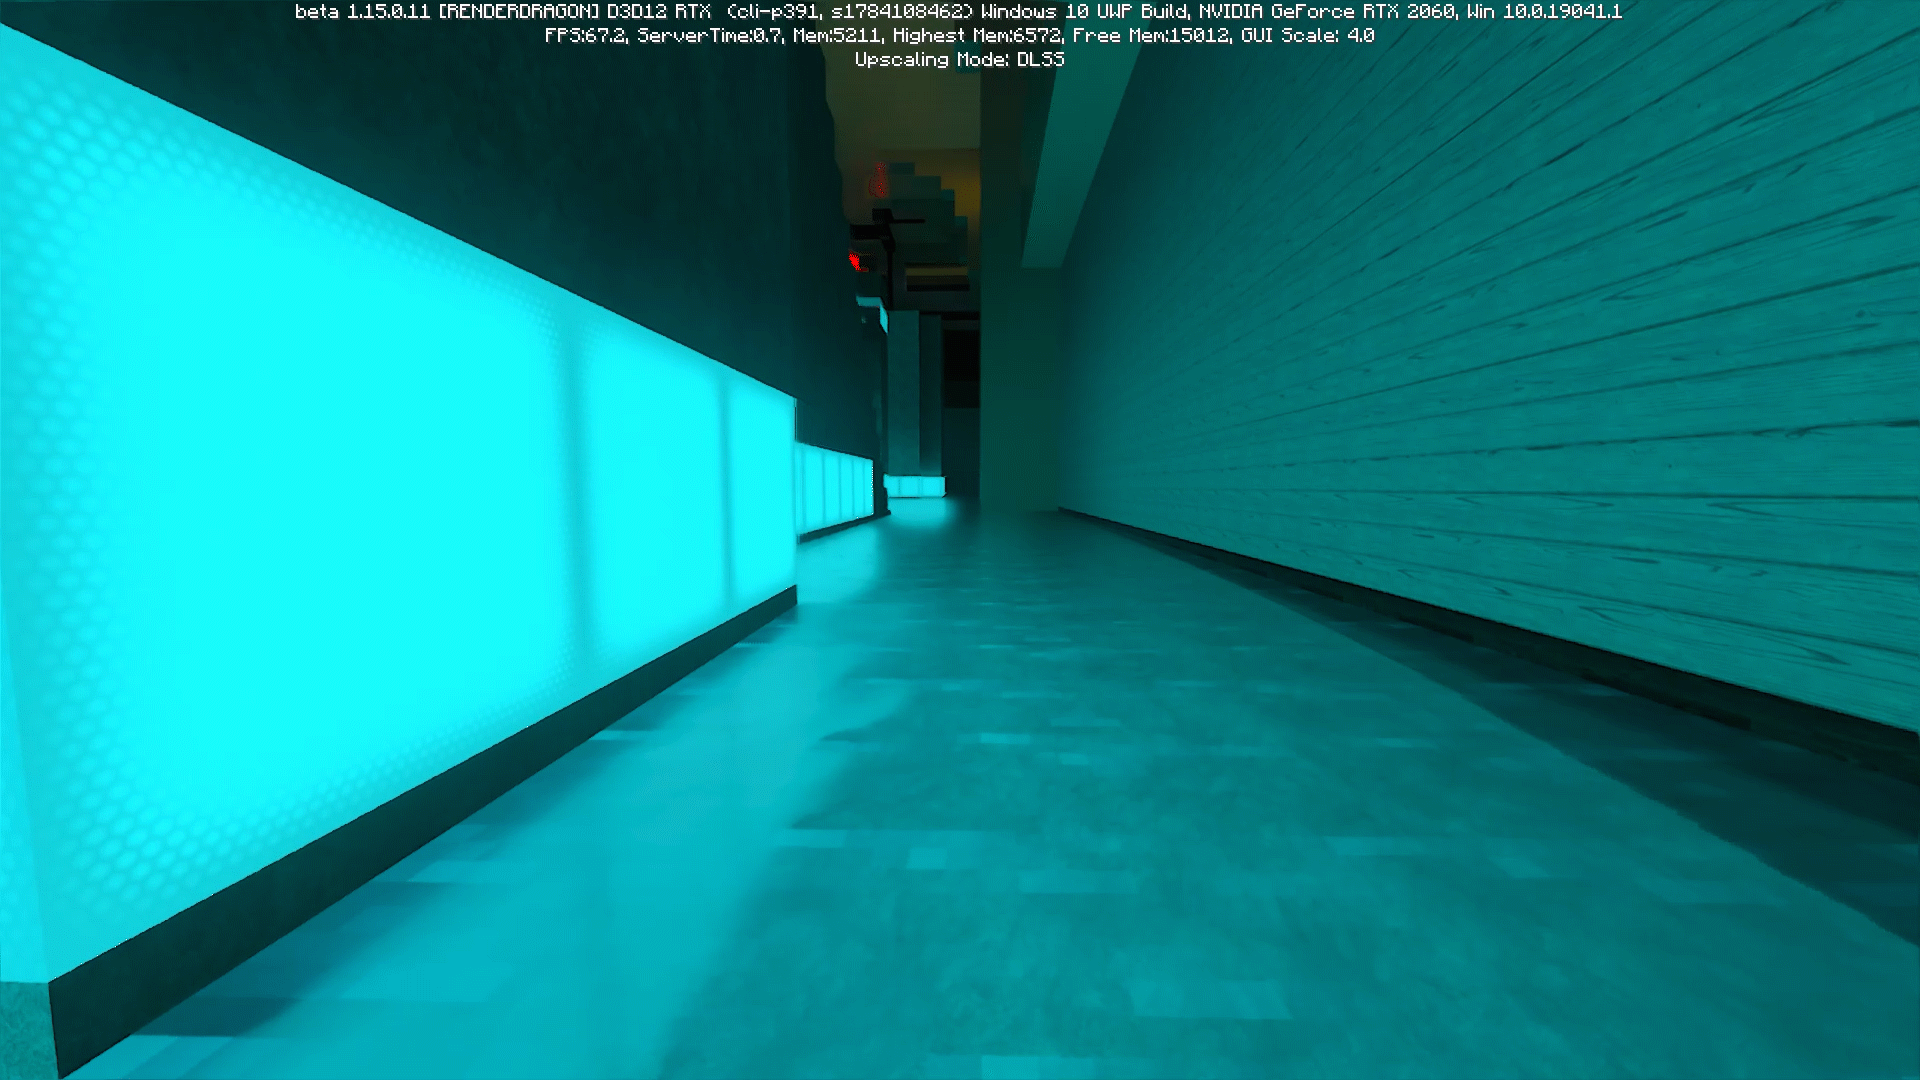 beta 1.15.0.11 [RENDERDRAGON] D3D12 RTX (cli-p391, s1784108462) Windows 10 UWP Build, NVIDIA GeForce RTX 2060, Win 10.0.19041.1
FPS:67.2, ServerTime:0.7, Mem:5211, Highest Mem:6572, Free Mem:15012, GUI Scale: 4.0
Upscaling Mode: DLSS